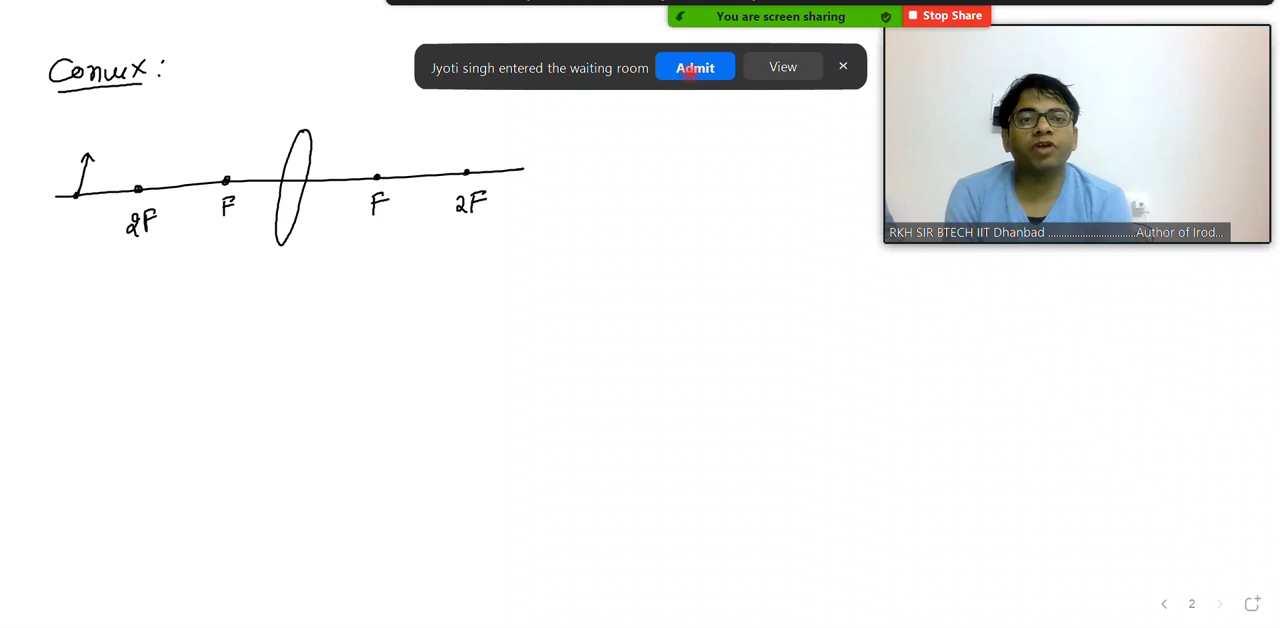 You are screen sharing
Stop Share
Convex:
Jyoti singh entered the waiting room Admit View
2F F F 2F
RKH SIR BTECH IIT Dhanbad ................................Author of Irod...
2